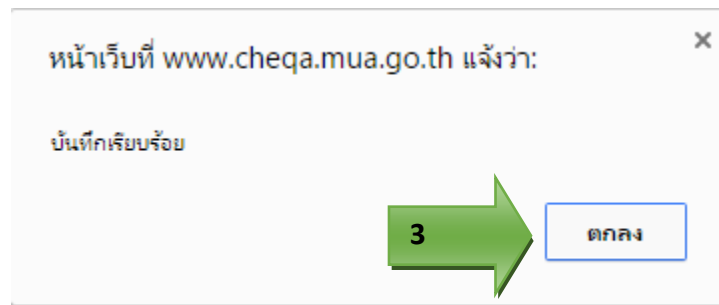 หน้าเว็บที่ www.cheqa.mua.go.th แจ้งว่า:
บันทึกเรียบร้อย
3
ตกลง